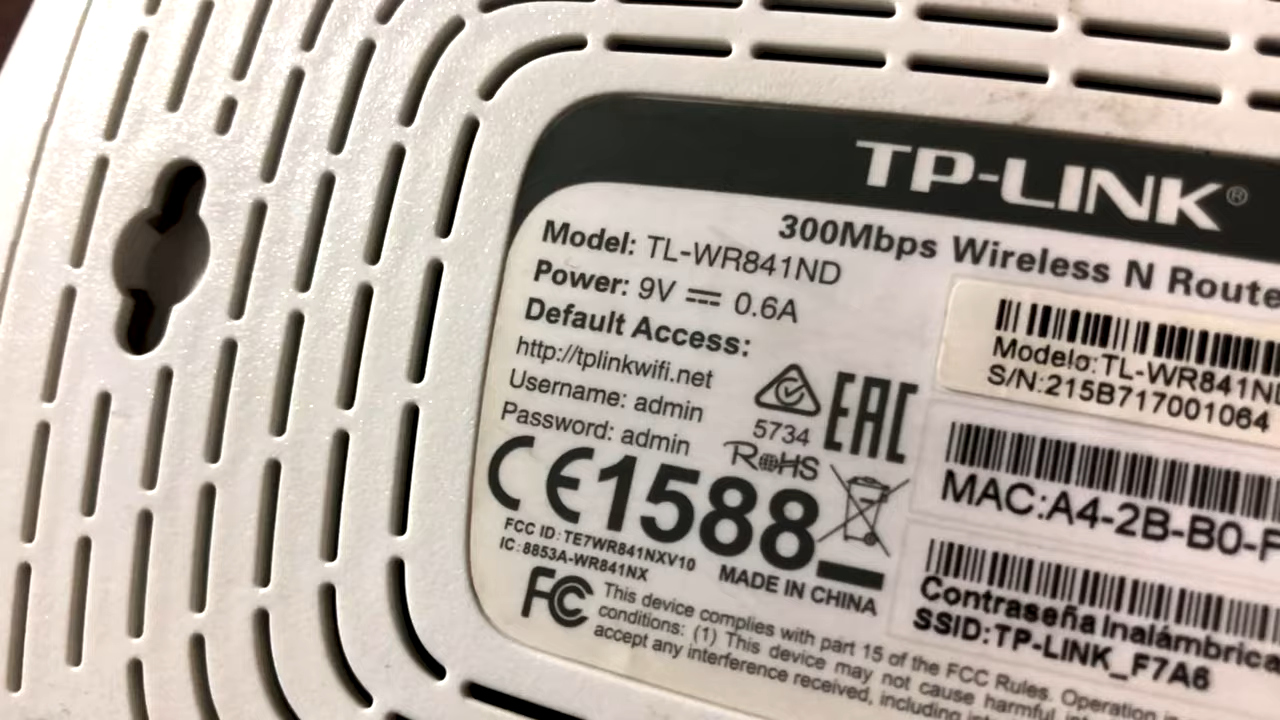 TP-LINK®
300Mbps Wireless N Route
Model: TL-WR841ND
Power: 9V ⎓ 0.6A
Default Access:
http://tplinkwifi.net
Username: admin
Password: admin
5734
EAC
RoHS
CE1588
FCC ID: TE7WR841NXV10
IC: 8853A-WR841NX
MADE IN CHINA
FC
This device complies with part 15 of the FCC Rules. Operation
conditions: (1) This device may not cause harmful
accept any interference received, including
Modelo:TL-WR841N
S/N:215B717001064
MAC:A4-2B-B0-F
Contraseña Inalámbrica
SSID:TP-LINK_F7A6